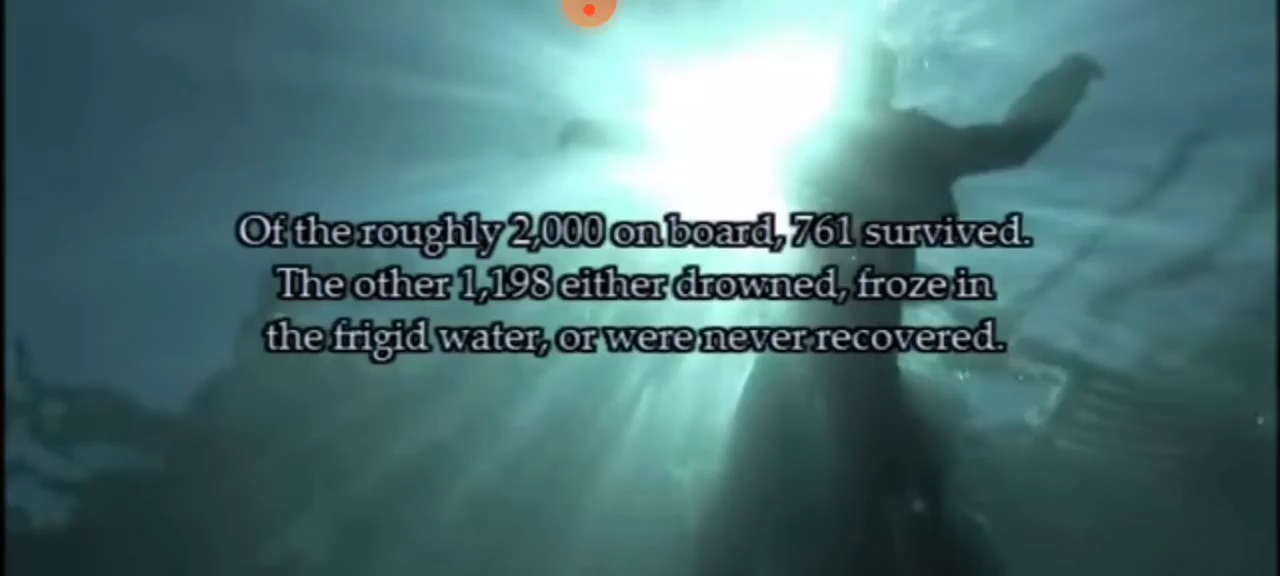 Of the roughly 2,000 on board, 761 survived.
The other 1,198 either drowned, froze in
the frigid water, or were never recovered.